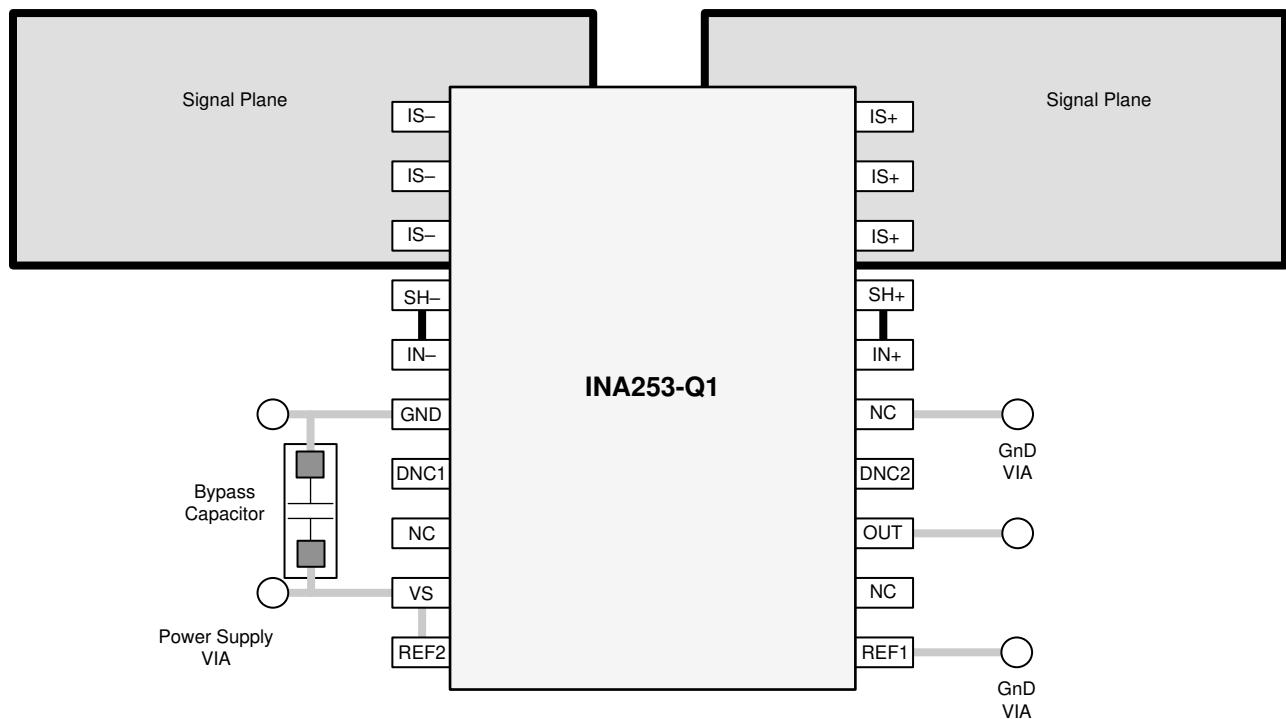 Signal Plane
Signal Plane
IS–
IS+
IS–
IS+
IS–
IS+
SH–
SH+
IN–
IN+
INA253-Q1
GND
NC
GnD
VIA
DNC1
DNC2
Bypass
Capacitor
NC
OUT
VS
NC
Power Supply
VIA
REF2
REF1
GnD
VIA